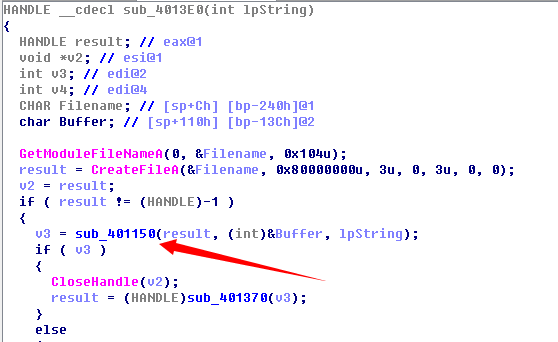 HANDLE __cdecl sub_4013E0(int lpString)
{
HANDLE result; // eax@1
void *v2; // esi@1
int v3; // edi@2
int v4; // edi@4
CHAR Filename; // [sp+Ch] [bp-240h]@1
char Buffer; // [sp+110h] [bp-13Ch]@2
GetModuleFileNameA(0, &Filename, 0x104u);
result = CreateFileA(&Filename, 0x80000000u, 3u, 0, 3u, 0, 0);
v2 = result;
if ( result != (HANDLE)-1 )
{
v3 = sub_401150(result, (int)&Buffer, lpString);
if ( v3 )
{
CloseHandle(v2);
result = (HANDLE)sub_401370(v3);
}
else